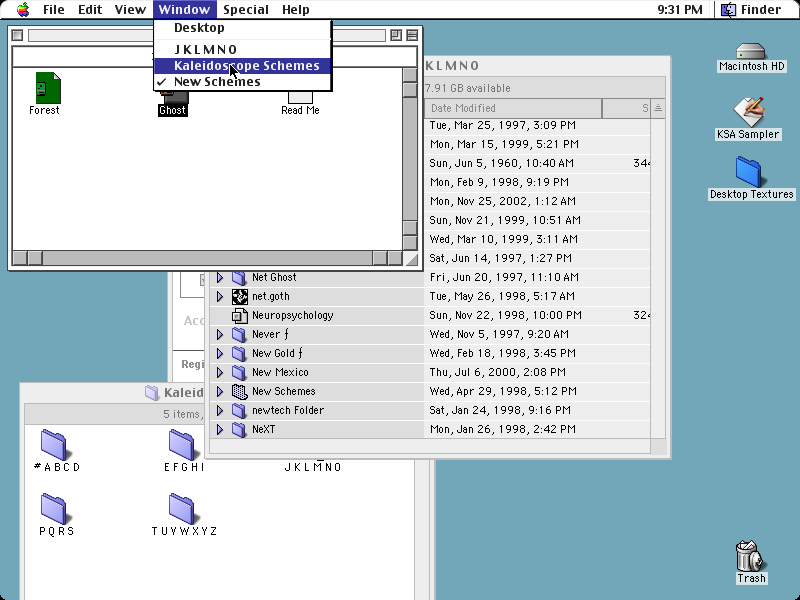 File Edit View Window Special Help 9:31 PM Finder
Desktop
JKLMNO
Kaleidoscope Schemes
✓ New Schemes
Forest
Ghost
Read Me
KLMNO
7.91 GB available
Date Modified S
Tue, Mar 25, 1997, 3:09 PM
Mon, Mar 15, 1999, 5:21 PM
Sun, Jun 5, 1960, 10:40 AM 344
Mon, Feb 9, 1998, 9:19 PM
Mon, Nov 25, 2002, 1:12 AM
Sun, Nov 21, 1999, 10:51 AM
Wed, Mar 10, 1999, 3:11 AM
Sat, Jun 14, 1997, 1:27 PM
Net Ghost Fri, Jun 20, 1997, 11:10 AM
net.goth Tue, May 26, 1998, 5:17 AM
Neuropsychology Sun, Nov 22, 1998, 10:00 PM 324
Never ƒ Wed, Nov 5, 1997, 9:20 AM
New Gold ƒ Wed, Feb 18, 1998, 3:45 PM
New Mexico Thu, Jul 6, 2000, 2:08 PM
New Schemes Wed, Apr 29, 1998, 5:12 PM
newtech Folder Sat, Jan 24, 1998, 9:16 PM
NeXT Mon, Jan 26, 1998, 2:42 PM
Acc
Regi
Kaleid
5 items,
#ABCD
EFGHI
JKLMNO
PQRS
TUVWXYZ
Macintosh HD
KSA Sampler
Desktop Textures
Trash